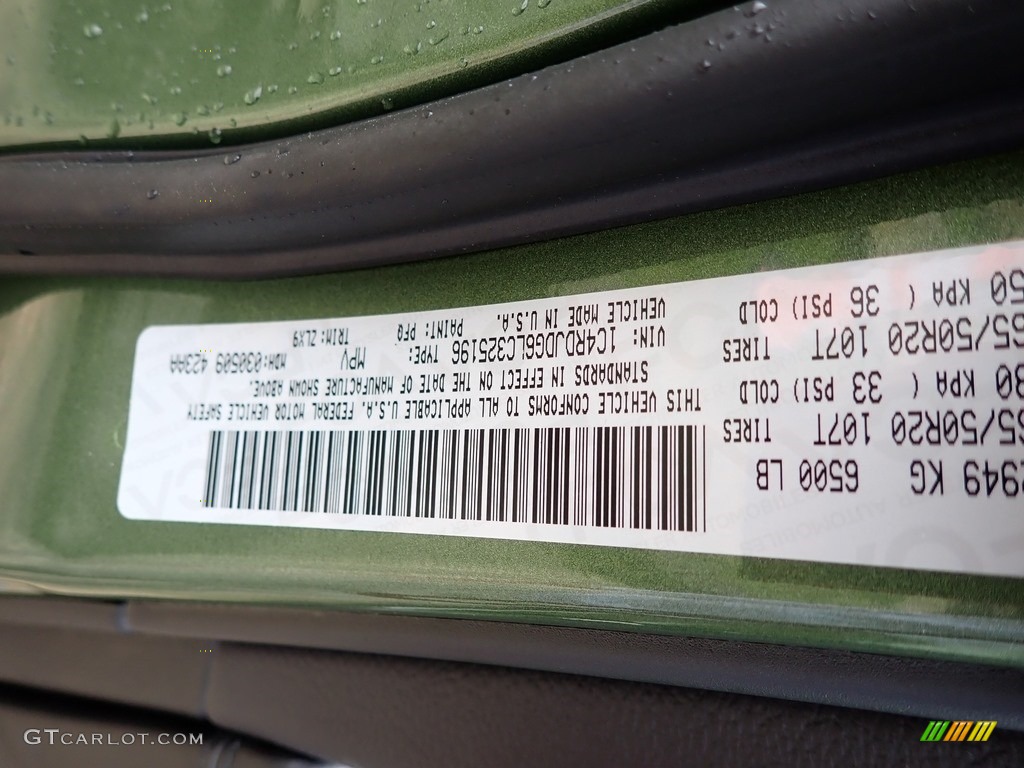 2949 KG 6500 LB
65/50R20 107T TIRES
30 KPA ( 33 PSI) COLD
65/50R20 107T TIRES
50 KPA ( 36 PSI) COLD
THIS VEHICLE CONFORMS TO ALL APPLICABLE U.S.A. FEDERAL MOTOR VEHICLE SAFETY
STANDARDS IN EFFECT ON THE DATE OF MANUFACTURE SHOWN ABOVE.
VIN: 1C4RDJDG6LC325196 TYPE: MPV MDH: 030509 423AA
VEHICLE MADE IN U.S.A. PAINT: PFQ TRIM: ZLX9
GTCARLOT.COM